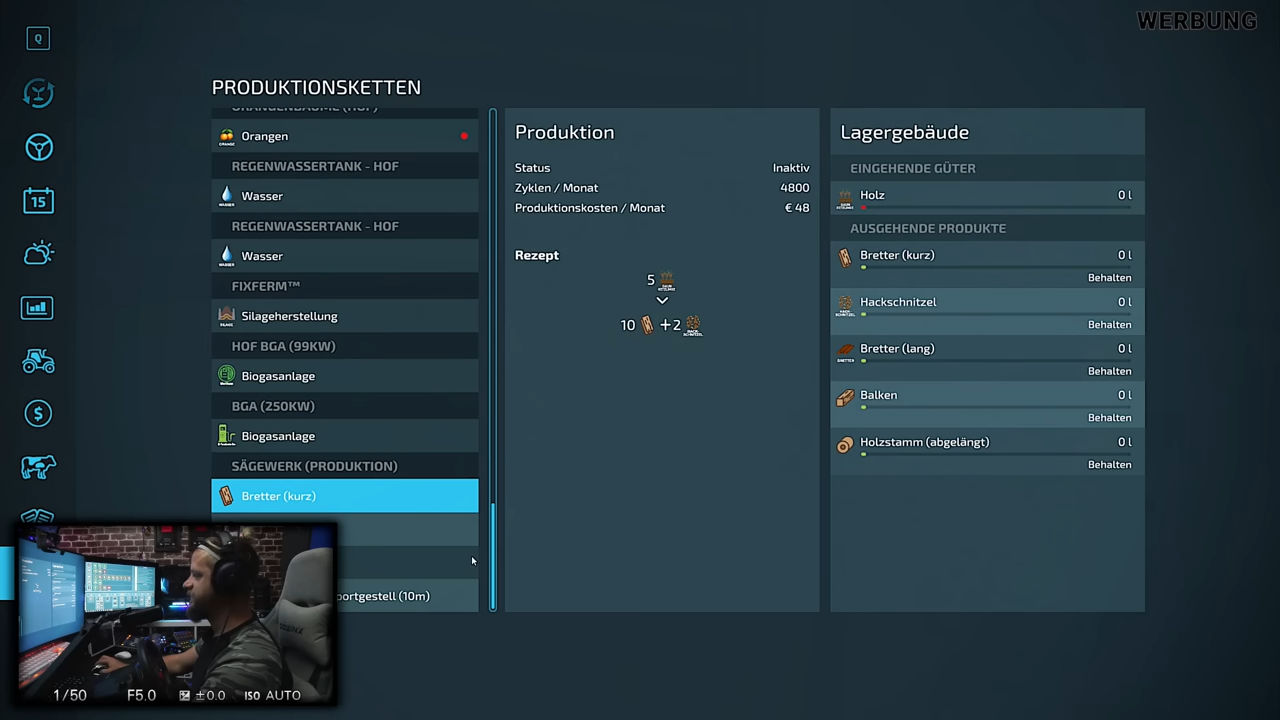 WERBUNG
Q
PRODUKTIONSKETTEN
Orangen
REGENWASSERTANK - HOF
Wasser
REGENWASSERTANK - HOF
Wasser
FIXFERM™
Silageherstellung
HOF BGA (99KW)
Biogasanlage
BGA (250KW)
Biogasanlage
SÄGEWERK (PRODUKTION)
Bretter (kurz)
portgestell (10m)
15
$
Produktion
Status Inaktiv
Zyklen / Monat 4800
Produktionskosten / Monat € 48
Rezept
5
10 +2
Lagergebäude
EINGEHENDE GÜTER
Holz 0 l
AUSGEHENDE PRODUKTE
Bretter (kurz) 0 l
Behalten
Hackschnitzel 0 l
Behalten
Bretter (lang) 0 l
Behalten
Balken 0 l
Behalten
Holzstamm (abgelängt) 0 l
Behalten
1/50 F5.0 ±0.0 ISO AUTO